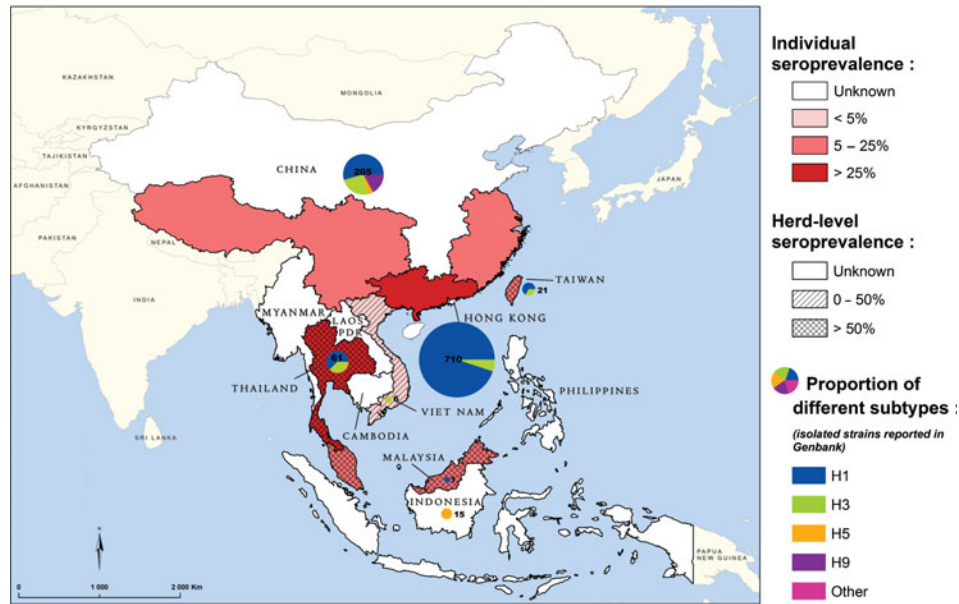 KAZAKHSTAN
MONGOLIA
KYRGYZSTAN
TAJIKISTAN
AFGHANISTAN
CHINA
205
JAPAN
PAKISTAN
NEPAL
INDIA
TAIWAN
21
MYANMAR
LAOS
PDR
HONG KONG
61
710
THAILAND
PHILIPPINES
VIET NAM
SRI LANKA
CAMBODIA
MALAYSIA
INDONESIA
15
PAPUA
NEW GUINEA
N
0 1 000 2 000 Km
Individual
seroprevalence :
Unknown
< 5%
5 – 25%
> 25%
Herd-level
seroprevalence :
Unknown
0 – 50%
> 50%
Proportion of
different subtypes :
(isolated strains reported in
Genbank)
H1
H3
H5
H9
Other